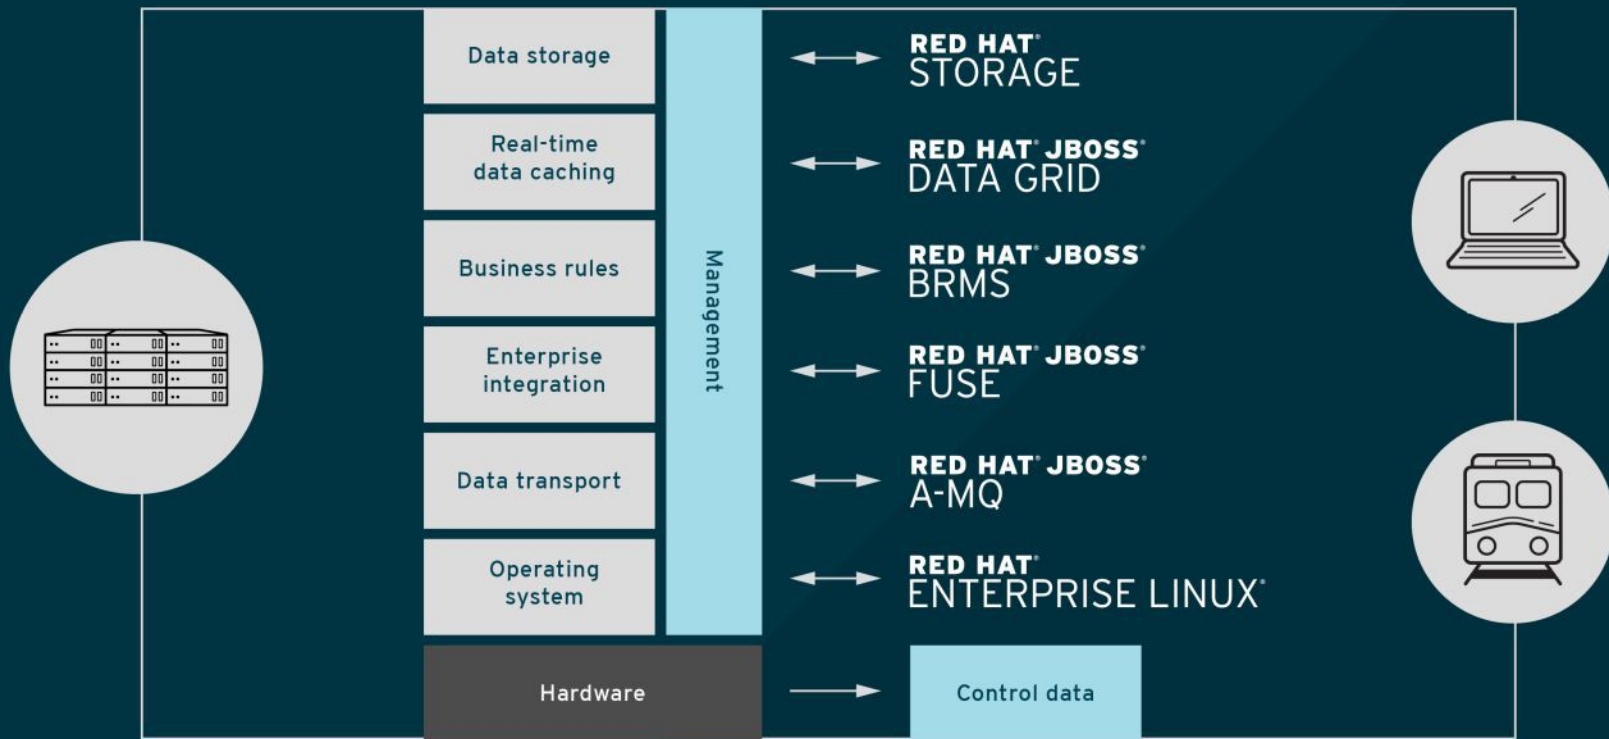 Data storage
RED HAT®
STORAGE
Real-time
data caching
RED HAT® JBOSS®
DATA GRID
Business rules
RED HAT® JBOSS®
BRMS
Management
Enterprise
integration
RED HAT® JBOSS®
FUSE
Data transport
RED HAT® JBOSS®
A-MQ
Operating
system
RED HAT®
ENTERPRISE LINUX®
Hardware
Control data